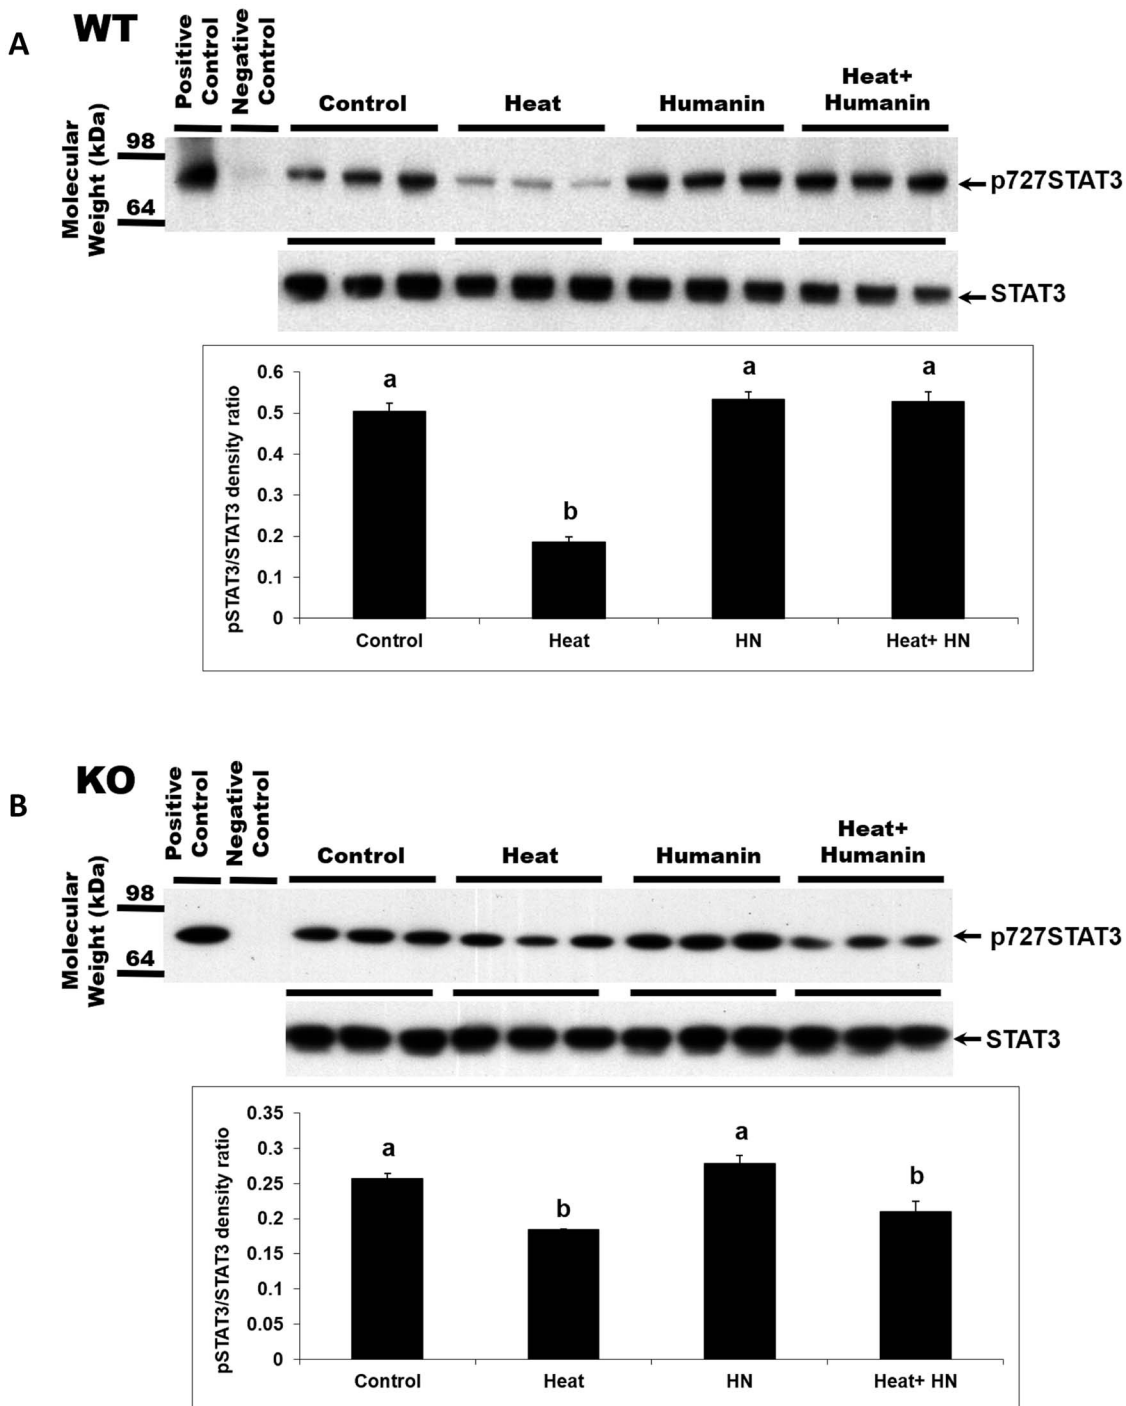 A
WT
Positive
Control
Negative
Control
Control
Heat
Humanin
Heat+
Humanin
Molecular
Weight (kDa)
98
64
p727STAT3
STAT3
pSTAT3/STAT3 density ratio
0.6
0.5
0.4
0.3
0.2
0.1
0
a
b
a
a
Control
Heat
HN
Heat+ HN
B
KO
Positive
Control
Negative
Control
Control
Heat
Humanin
Heat+
Humanin
Molecular
Weight (kDa)
98
64
p727STAT3
STAT3
pSTAT3/STAT3 density ratio
0.35
0.3
0.25
0.2
0.15
0.1
0.05
0
a
b
a
b
Control
Heat
HN
Heat+ HN